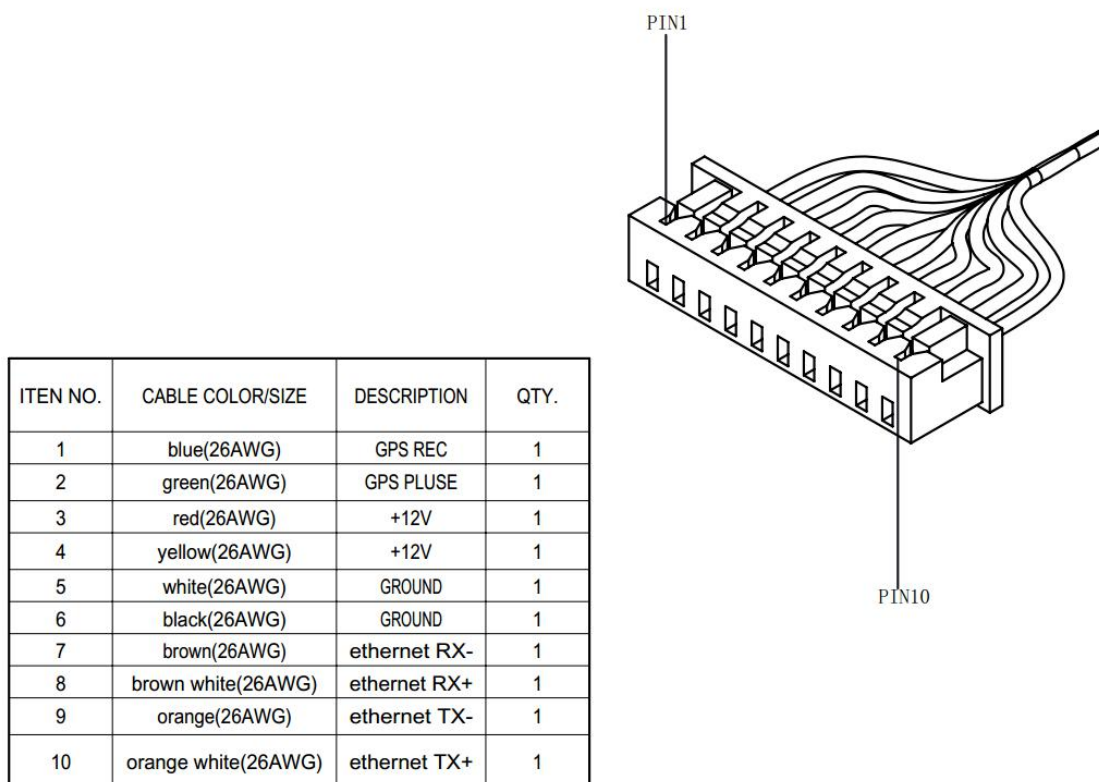 PIN1
ITEN NO. CABLE COLOR/SIZE DESCRIPTION QTY.
1 blue(26AWG) GPS REC 1
2 green(26AWG) GPS PLUSE 1
3 red(26AWG) +12V 1
4 yellow(26AWG) +12V 1
5 white(26AWG) GROUND 1
6 black(26AWG) GROUND 1
7 brown(26AWG) ethernet RX- 1
8 brown white(26AWG) ethernet RX+ 1
9 orange(26AWG) ethernet TX- 1
10 orange white(26AWG) ethernet TX+ 1
PIN10